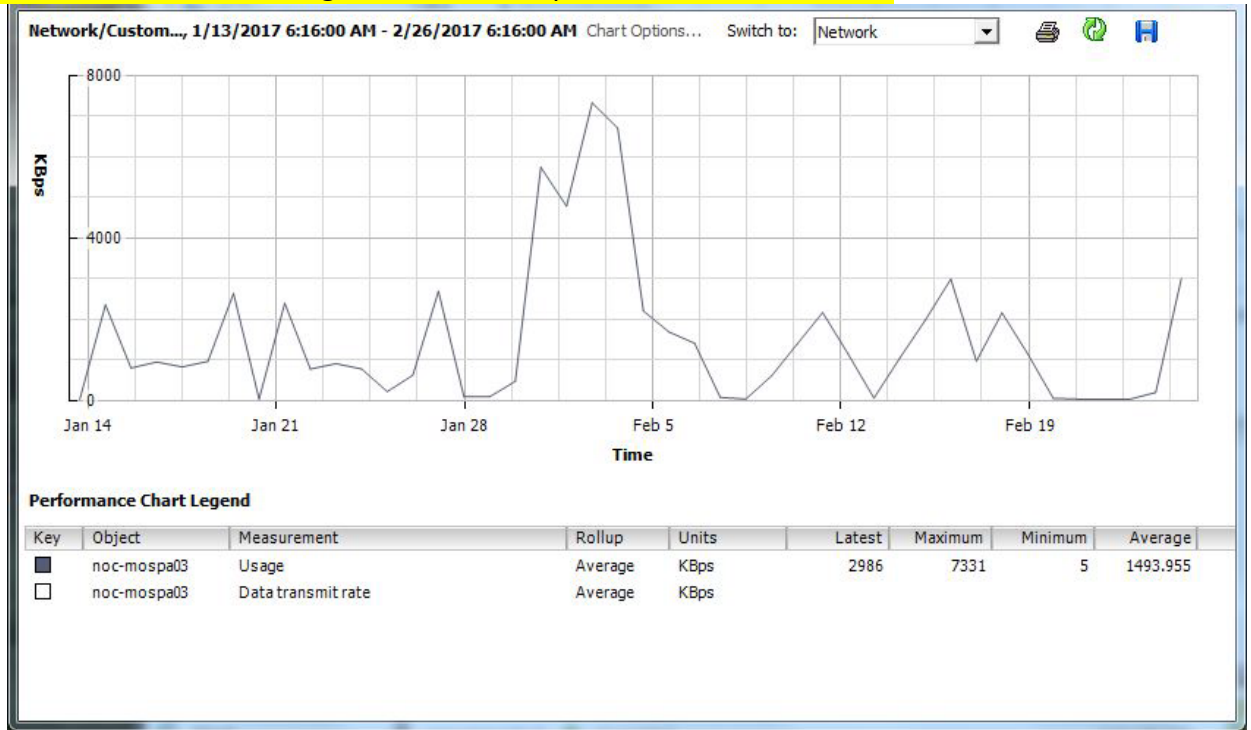 Network/Custom..., 1/13/2017 6:16:00 AM - 2/26/2017 6:16:00 AM Chart Options... Switch to: Network
8000
KBps
4000
0
Jan 14 Jan 21 Jan 28 Feb 5 Feb 12 Feb 19
Time
Performance Chart Legend
Key Object Measurement Rollup Units Latest Maximum Minimum Average
noc-mospa03 Usage Average KBps 2986 7331 5 1493.955
noc-mospa03 Data transmit rate Average KBps